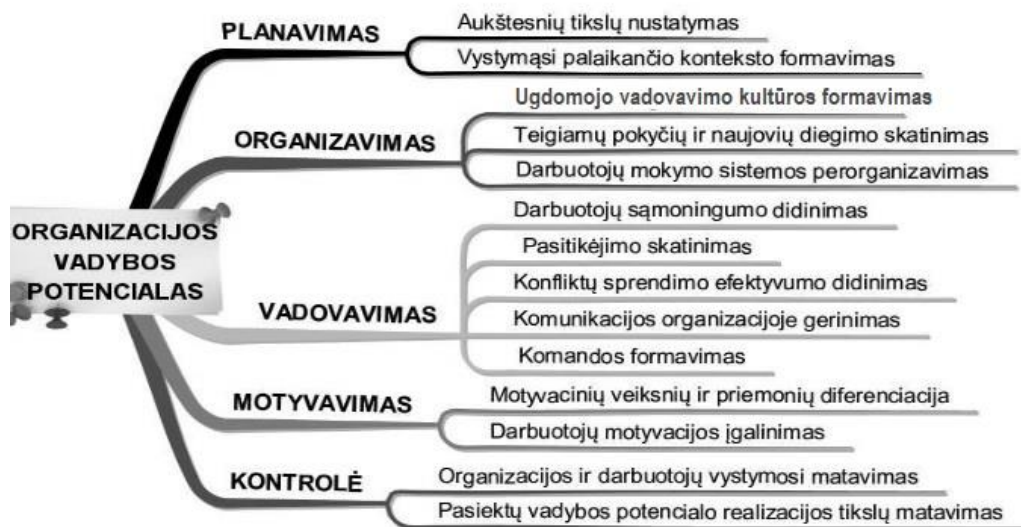 ORGANIZACIJOS
VADYBOS
POTENCIALAS
PLANAVIMAS
Aukštesnių tikslų nustatymas
Vystymąsi palaikančio konteksto formavimas
ORGANIZAVIMAS
Ugdomojo vadovavimo kultūros formavimas
Teigiamų pokyčių ir naujovių diegimo skatinimas
Darbuotojų mokymo sistemos perorganizavimas
VADOVAVIMAS
Darbuotojų sąmoningumo didinimas
Pasitikėjimo skatinimas
Konfliktų sprendimo efektyvumo didinimas
Komunikacijos organizacijoje gerinimas
Komandos formavimas
MOTYVAVIMAS
Motyvacinių veiksnių ir priemonių diferenciacija
Darbuotojų motyvacijos įgalinimas
KONTROLĖ
Organizacijos ir darbuotojų vystymosi matavimas
Pasiektų vadybos potencialo realizacijos tikslų matavimas